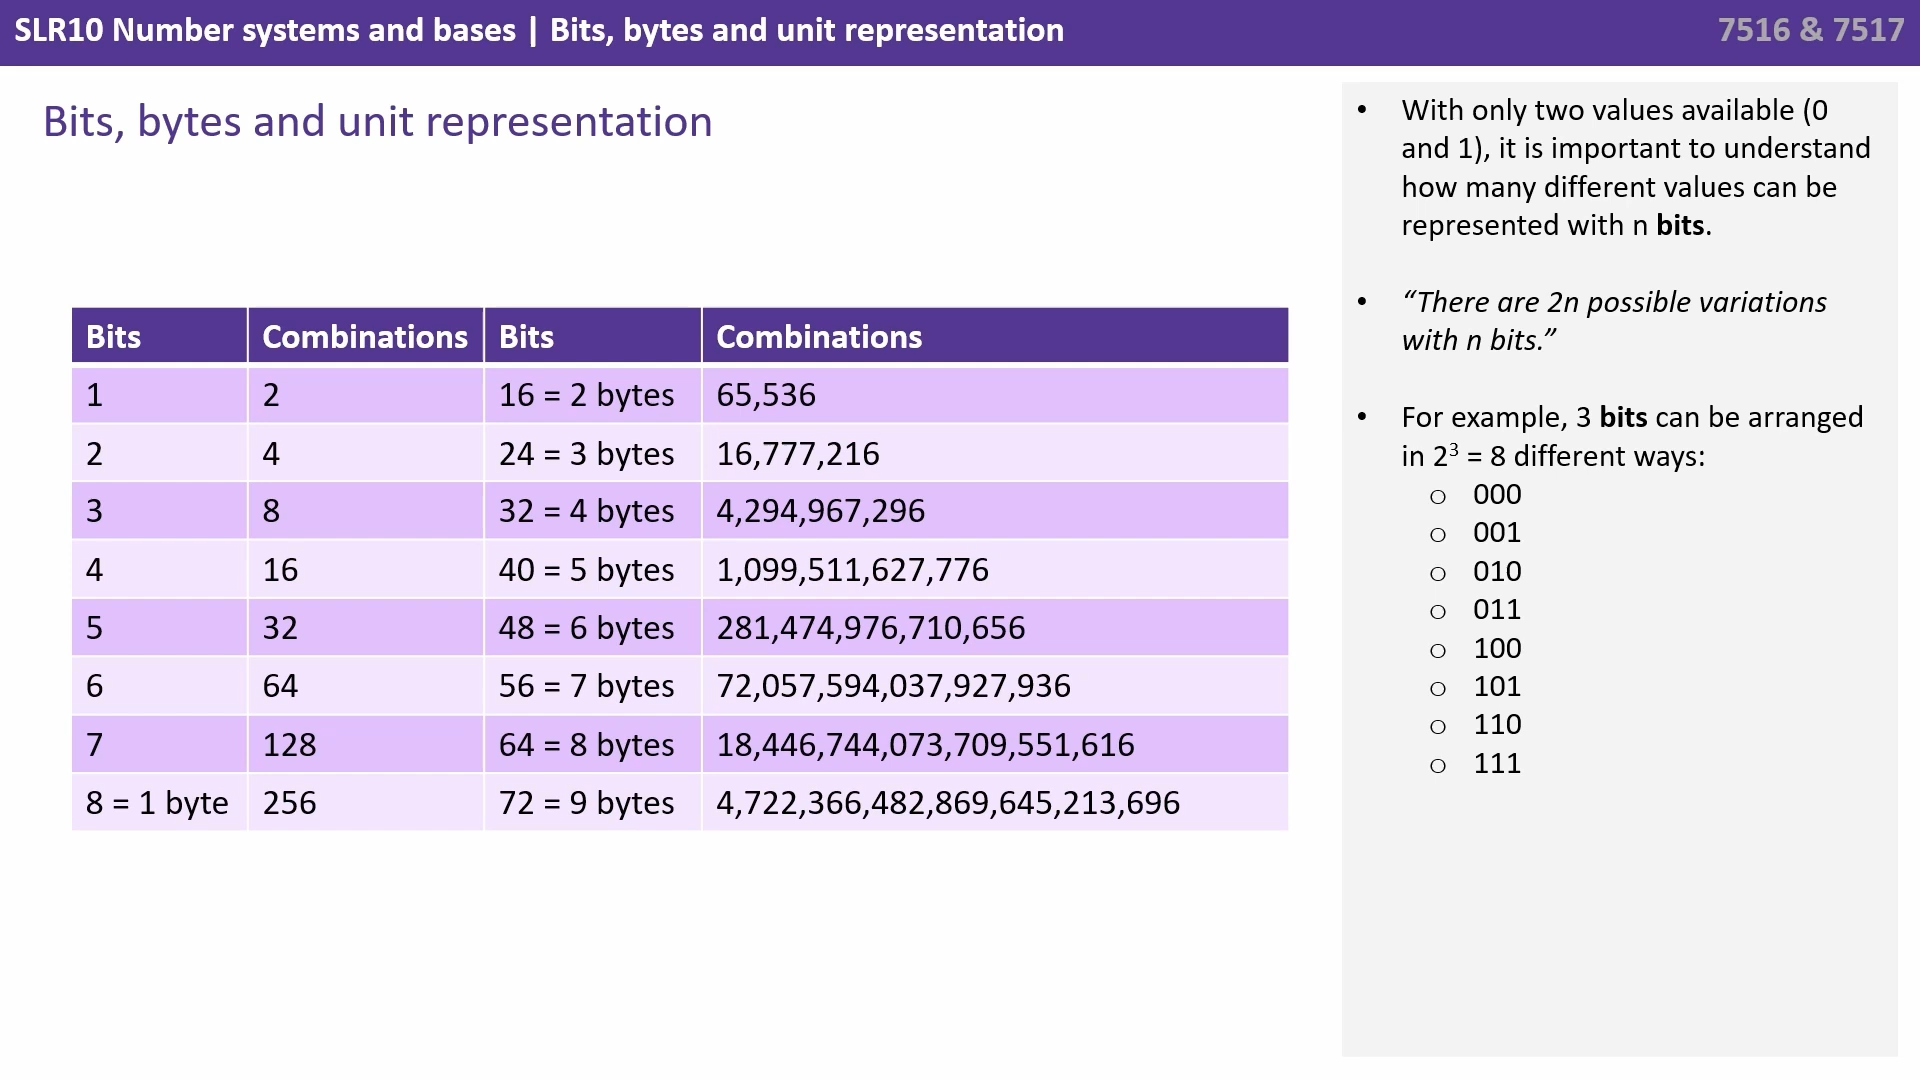 SLR10 Number systems and bases | Bits, bytes and unit representation 7516 & 7517
Bits, bytes and unit representation
Bits Combinations Bits Combinations
1 2 16 = 2 bytes 65,536
2 4 24 = 3 bytes 16,777,216
3 8 32 = 4 bytes 4,294,967,296
4 16 40 = 5 bytes 1,099,511,627,776
5 32 48 = 6 bytes 281,474,976,710,656
6 64 56 = 7 bytes 72,057,594,037,927,936
7 128 64 = 8 bytes 18,446,744,073,709,551,616
8 = 1 byte 256 72 = 9 bytes 4,722,366,482,869,645,213,696
• With only two values available (0
and 1), it is important to understand
how many different values can be
represented with n bits.
• “There are 2n possible variations
with n bits.”
• For example, 3 bits can be arranged
in 2³ = 8 different ways:
o 000
o 001
o 010
o 011
o 100
o 101
o 110
o 111